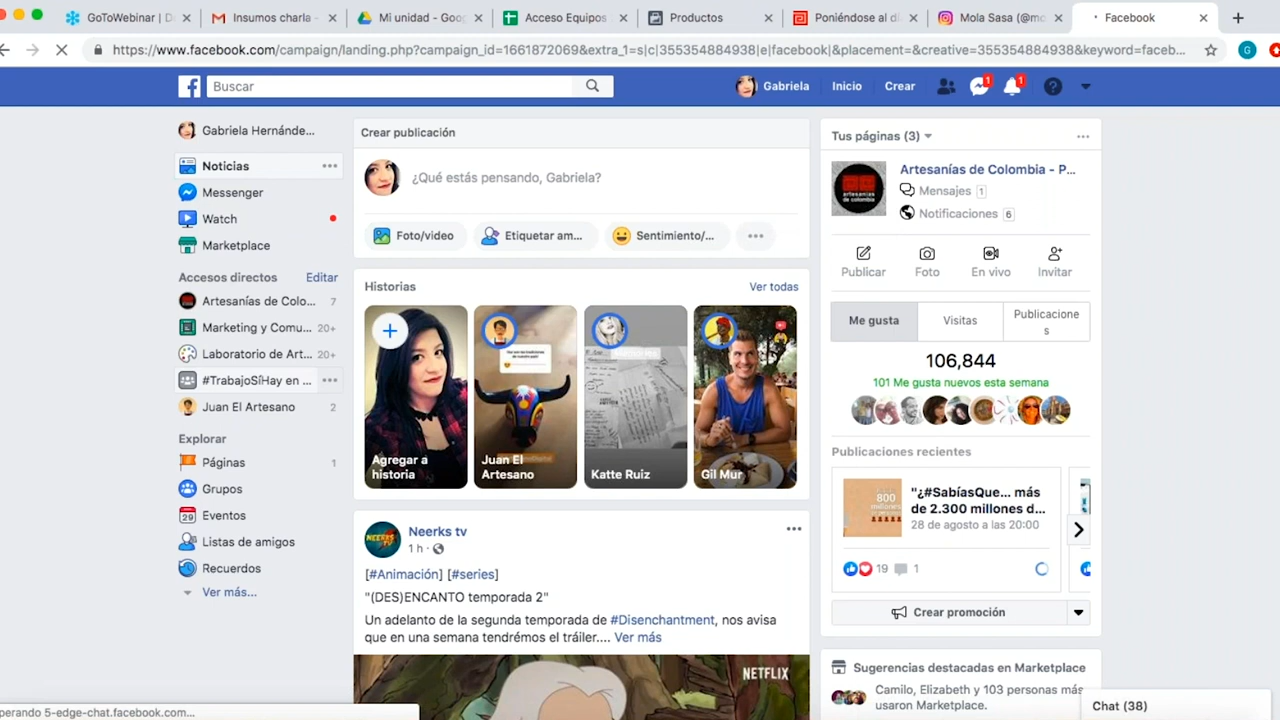 GoToWebinar | D
Gmail Insumos charla -
Mi unidad - Goo
Acceso Equipos
Productos
Poniéndose al dí
Mola Sasa (@mo
Facebook
https://www.facebook.com/campaign/landing.php?campaign_id=1661872069&extra_1=s|c|355354884938|e|facebook|&placement=&creative=355354884938&keyword=faceb...
G
Buscar
Gabriela
Inicio
Crear
1
1
Gabriela Hernánde...
Noticias
Messenger
Watch
Marketplace
Accesos directos Editar
Artesanías de Colo... 7
Marketing y Comu... 20+
Laboratorio de Art... 20+
#TrabajoSíHay en ...
Juan El Artesano 2
Explorar
Páginas 1
Grupos
Eventos
Listas de amigos
Recuerdos
Ver más...
Crear publicación
¿Qué estás pensando, Gabriela?
Foto/video
Etiquetar am...
Sentimiento/...
Historias
Ver todas
Agregar a
historia
Juan El
Artesano
Katte Ruiz
Gil Mur
Neerks tv
1 h ·
[#Animación] [#series]
"(DES)ENCANTO temporada 2"
Un adelanto de la segunda temporada de #Disenchantment, nos avisa
que en una semana tendrémos el tráiler.... Ver más
NETFLIX
Tus páginas (3)
artesanías
de colombia
Artesanías de Colombia - P...
Mensajes 1
Notificaciones 6
Publicar
Foto
En vivo
Invitar
Me gusta
Visitas
Publicacione
s
106,844
101 Me gusta nuevos esta semana
Publicaciones recientes
800
millones
"¿#SabíasQue... más
de 2.300 millones d...
28 de agosto a las 20:00
19 1
Crear promoción
Sugerencias destacadas en Marketplace
Camilo, Elizabeth y 103 personas más
usaron Marketplace.
Chat (38)
perando 5-edge-chat.facebook.com...